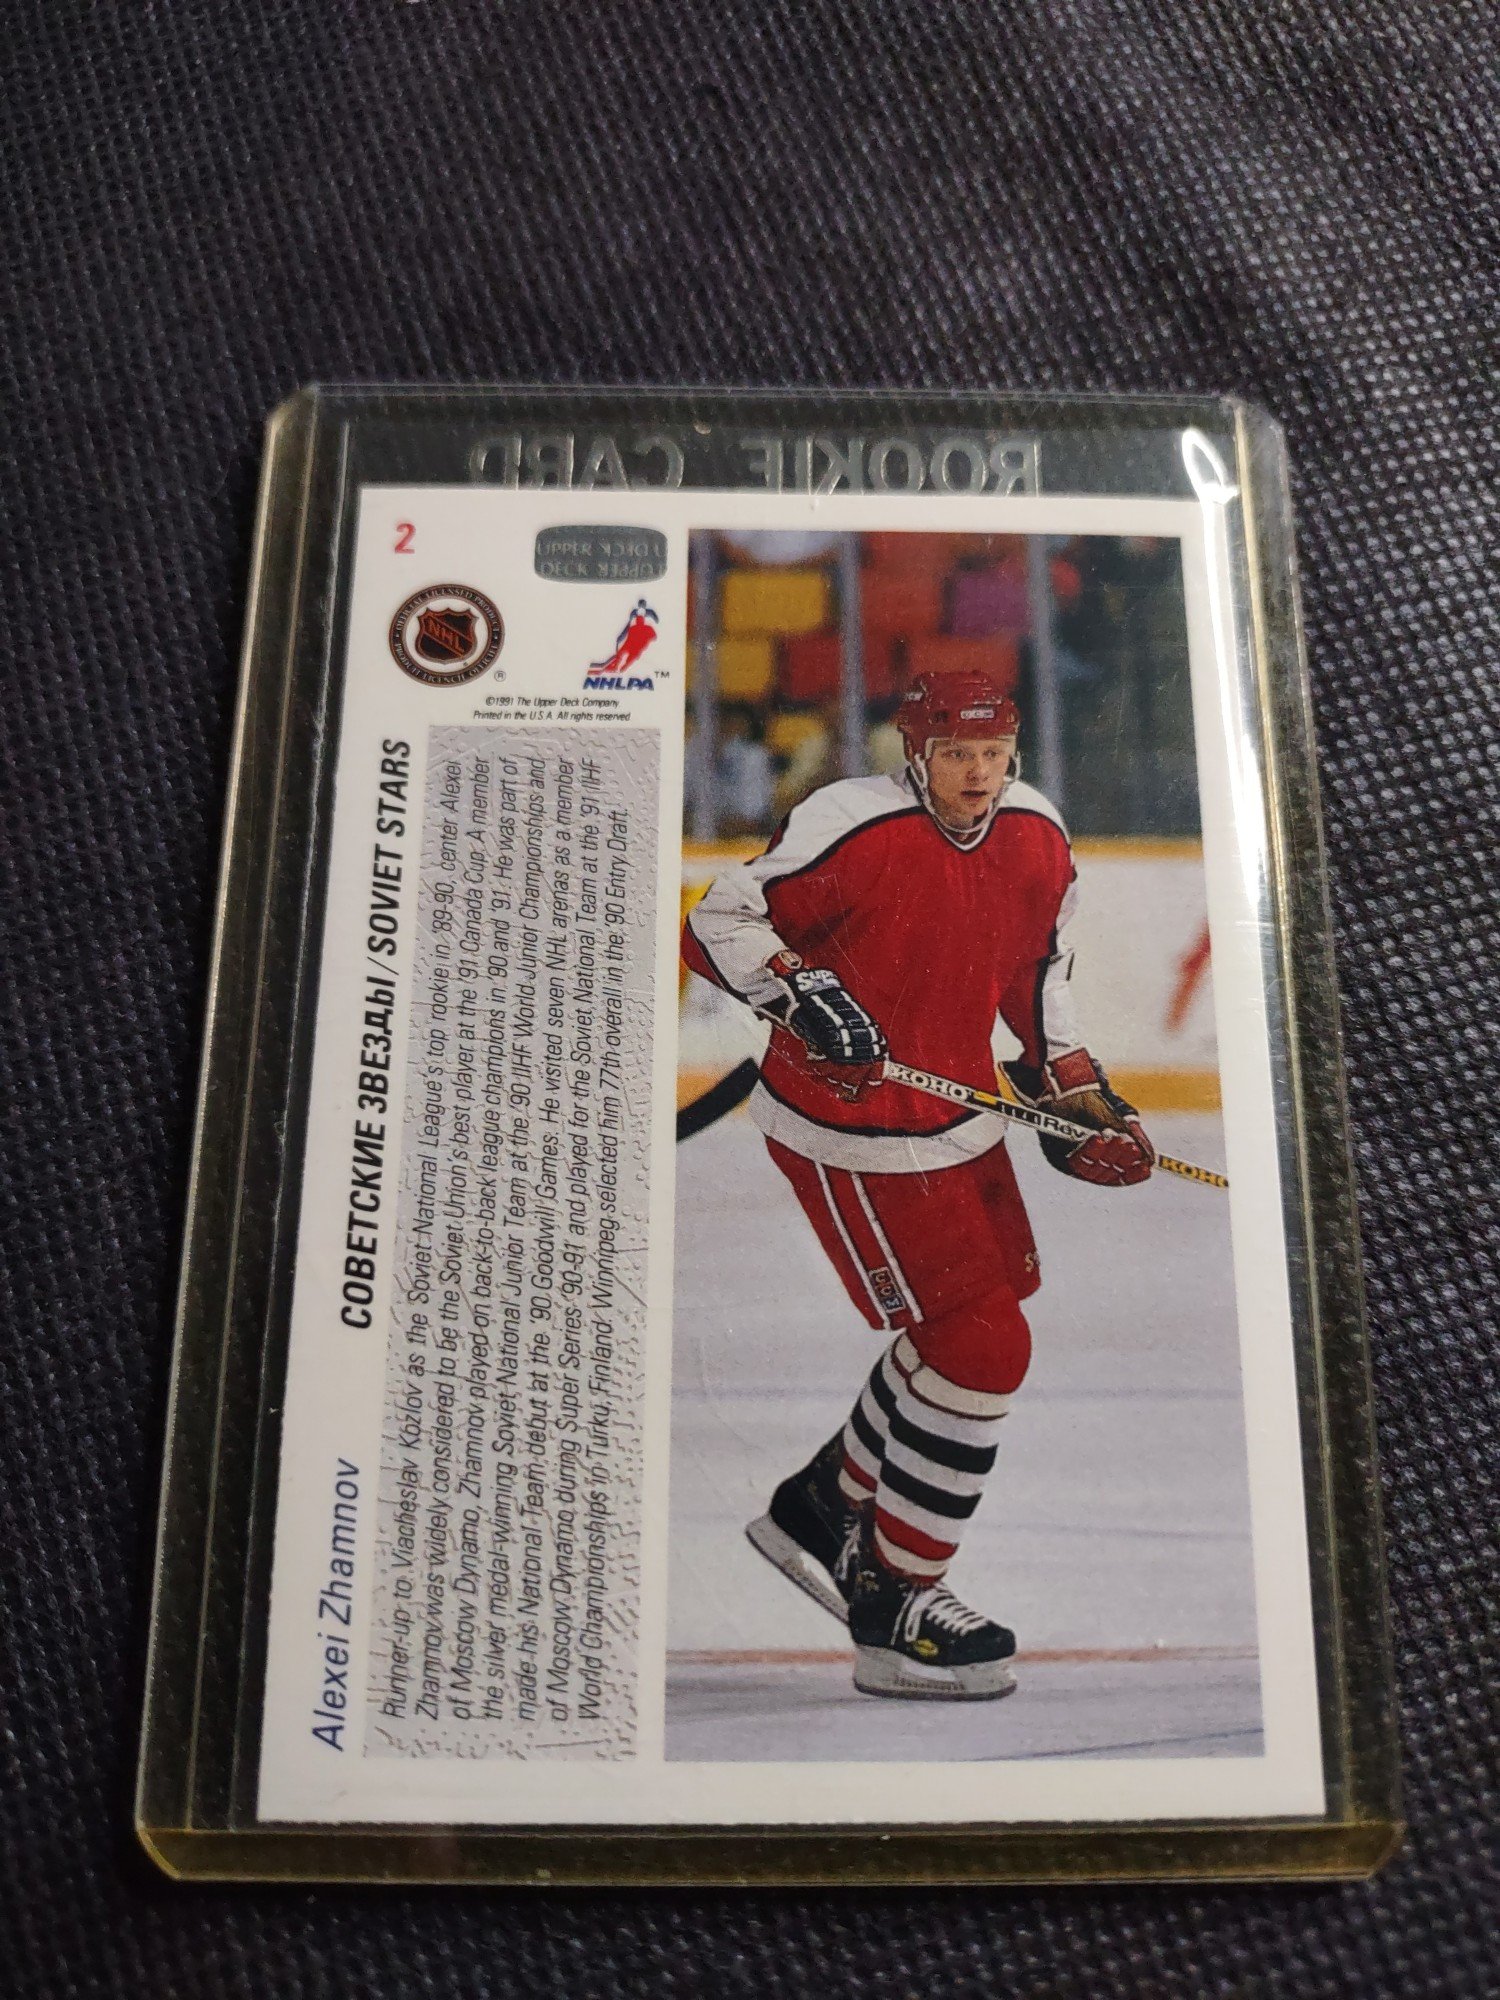 ROOKIE CARD
2
UPPER DECK
NHL
®
NHLPA™
©1991 The Upper Deck Company
Printed in the U.S.A. All rights reserved
Alexei Zhamnov
СОВЕТСКИЕ ЗВЕЗДЫ/SOVIET STARS
Runner-up to Viacheslav Kozlov as the Soviet National League's top rookie in '89-90, center Alexei
Zhamnov was widely considered to be the Soviet Union's best player at the '91 Canada Cup. A member
of Moscow Dynamo, Zhamnov played on back-to-back league champions in '90 and '91. He was part of
the silver medal-winning Soviet National Junior Team at the '90 IIHF World Junior Championships and
made his National Team debut at the '90 Goodwill Games. He visited seven NHL arenas as a member
of Moscow Dynamo during Super Series '90-91 and played for the Soviet National Team at the '91 IIHF
World Championships in Turku, Finland. Winnipeg selected him 77th overall in the '90 Entry Draft.
KOHO
Rev
KOHO